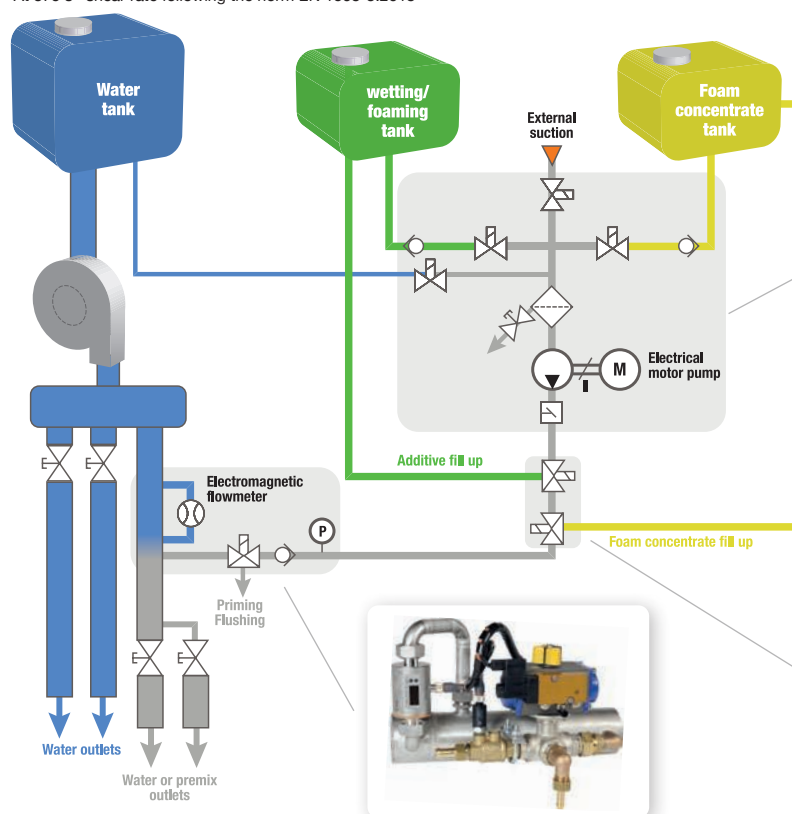 Water
tank
wetting/
foaming
tank
Foam
concentrate
tank
External
suction
Electrical
motor pump
M
Additive fill up
Electromagnetic
flowmeter
P
Foam concentrate fill up
Priming
Flushing
Water outlets
Water or premix
outlets